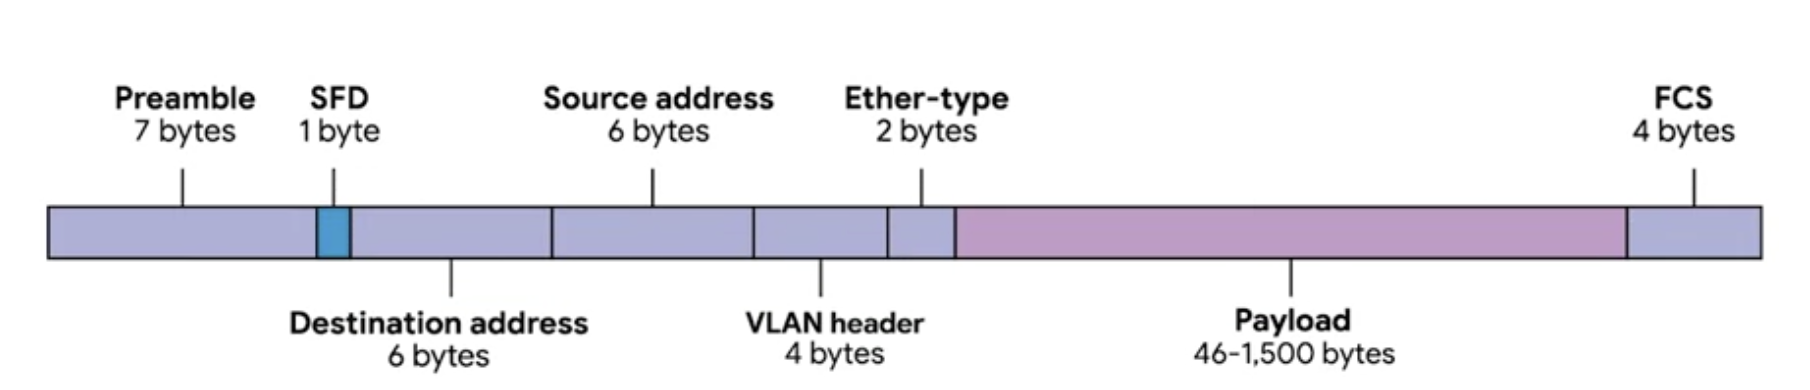 Preamble
7 bytes
SFD
1 byte
Source address
6 bytes
Ether-type
2 bytes
FCS
4 bytes
Destination address
6 bytes
VLAN header
4 bytes
Payload
46-1,500 bytes